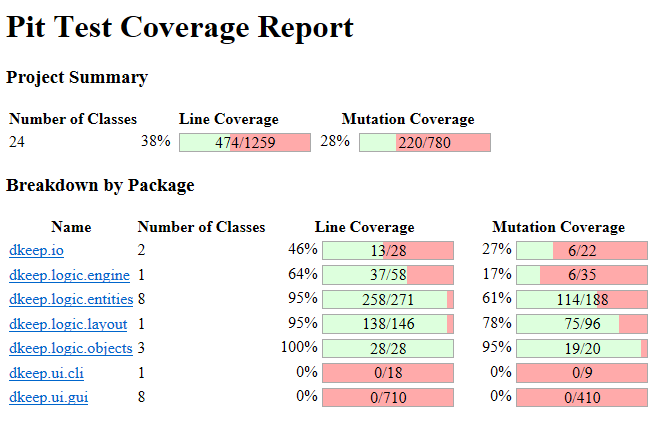 Pit Test Coverage Report
Project Summary
Number of Classes Line Coverage Mutation Coverage
24 38% 474/1259 28% 220/780
Breakdown by Package
Name Number of Classes Line Coverage Mutation Coverage
dkeep.io 2 46% 13/28 27% 6/22
dkeep.logic.engine 1 64% 37/58 17% 6/35
dkeep.logic.entities 8 95% 258/271 61% 114/188
dkeep.logic.layout 1 95% 138/146 78% 75/96
dkeep.logic.objects 3 100% 28/28 95% 19/20
dkeep.ui.cli 1 0% 0/18 0% 0/9
dkeep.ui.gui 8 0% 0/710 0% 0/410